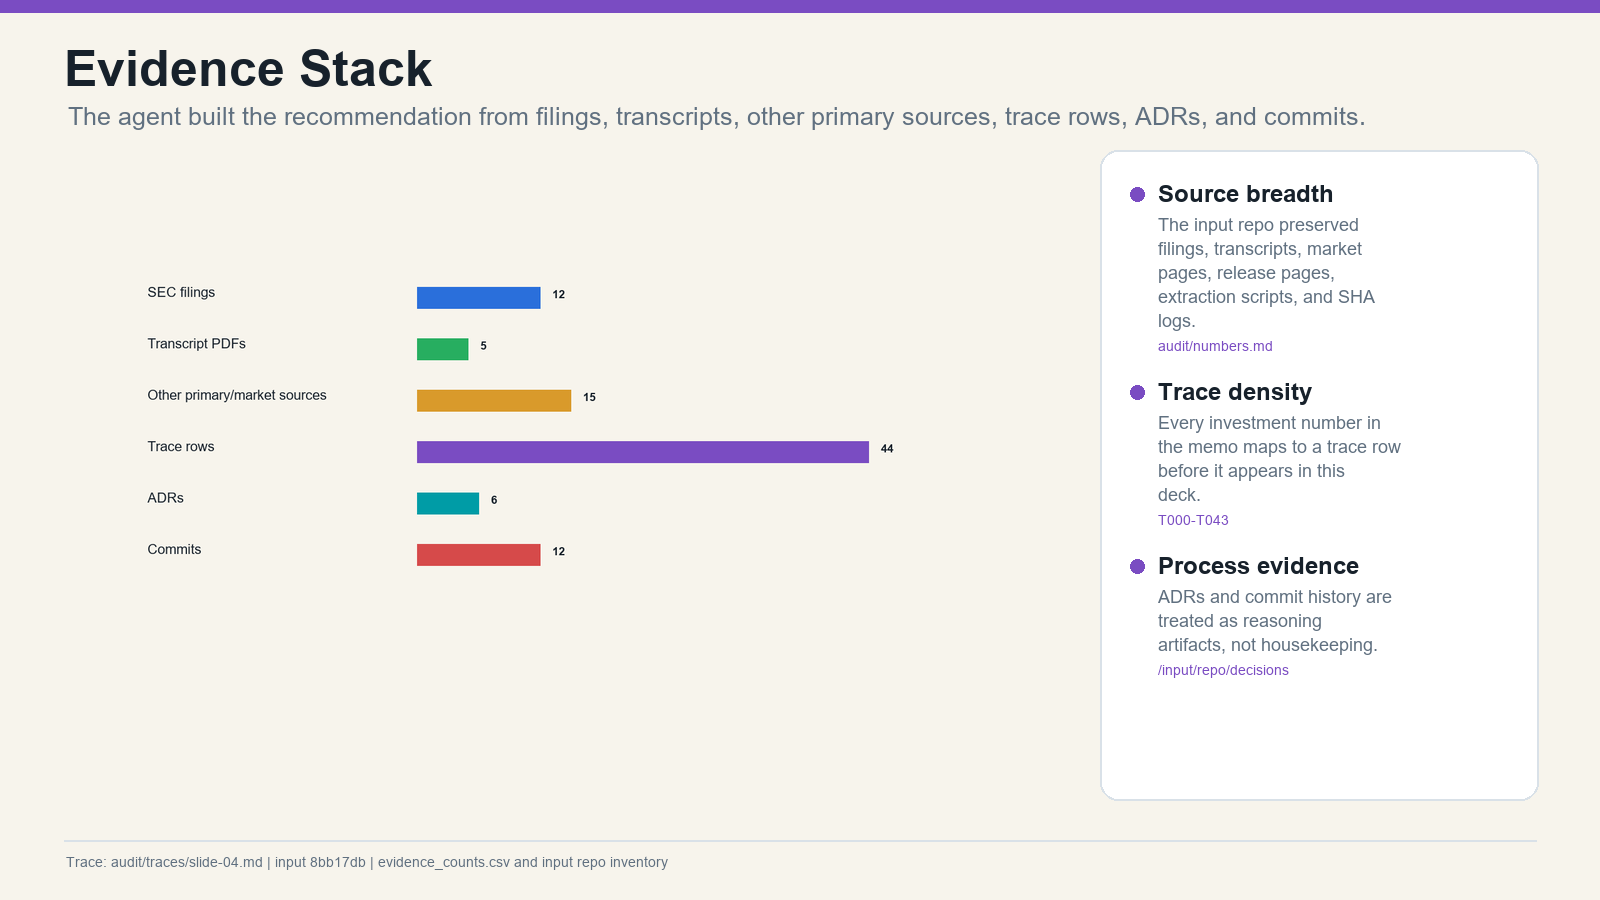 Evidence Stack
The agent built the recommendation from filings, transcripts, other primary sources, trace rows, ADRs, and commits.
SEC filings 12
Transcript PDFs 5
Other primary/market sources 15
Trace rows 44
ADRs 6
Commits 12
Source breadth
The input repo preserved
filings, transcripts, market
pages, release pages,
extraction scripts, and SHA
logs.
audit/numbers.md
Trace density
Every investment number in
the memo maps to a trace row
before it appears in this
deck.
T000-T043
Process evidence
ADRs and commit history are
treated as reasoning
artifacts, not housekeeping.
/input/repo/decisions
Trace: audit/traces/slide-04.md | input 8bb17db | evidence_counts.csv and input repo inventory